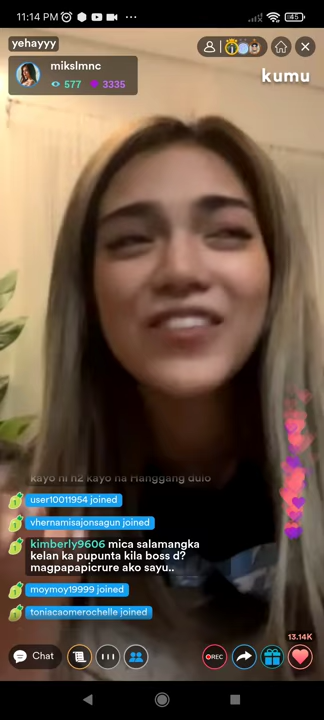 11:14 PM
45
yehayyy
mikslmnc
577 3335
kumu
kayo ni h2 kayo na Hanggang dulo
user10011954 joined
vhernamisajonsagun joined
kimberly9606 mica salamangka
kelan ka pupunta kila boss d?
magpapapicrure ako sayu..
moymoy19999 joined
toniacaomerochelle joined
13.14K
Chat
REC